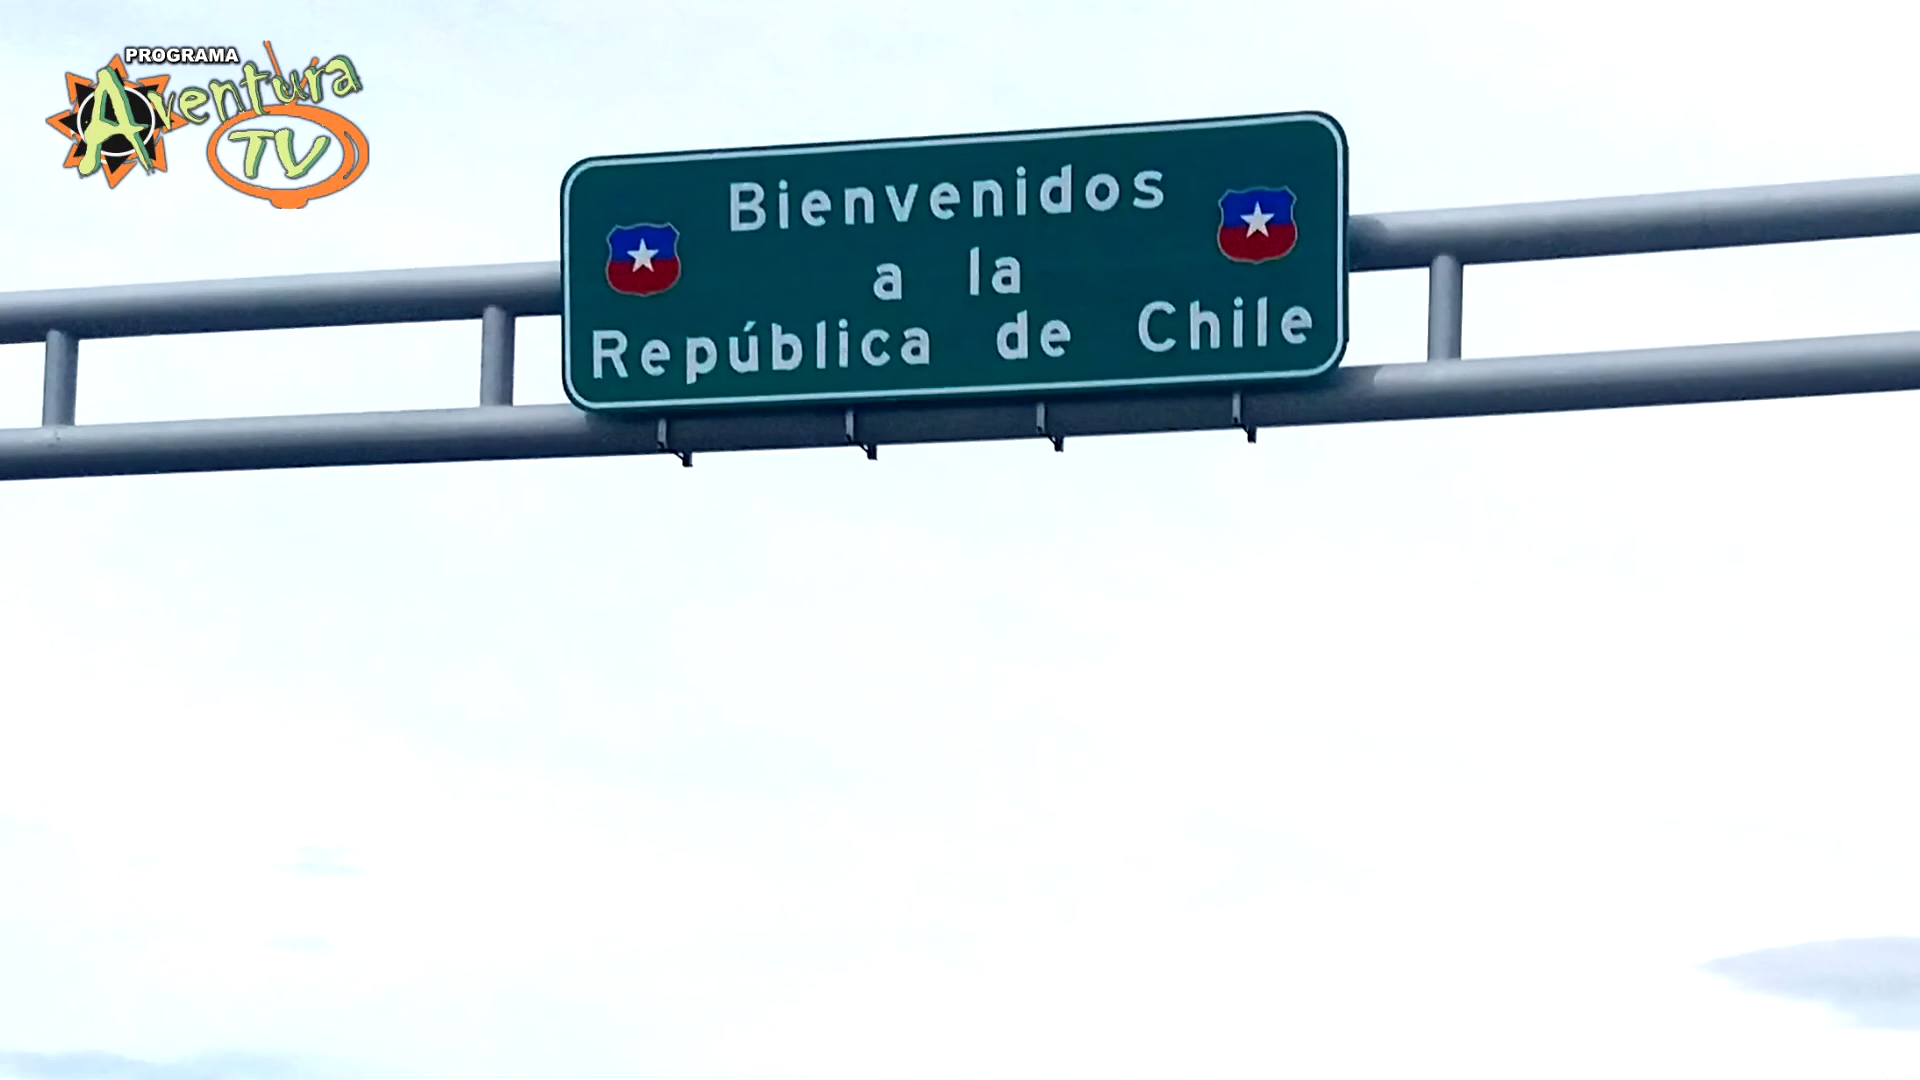 PROGRAMA
Aventura
TV
Bienvenidos
a la
República de Chile